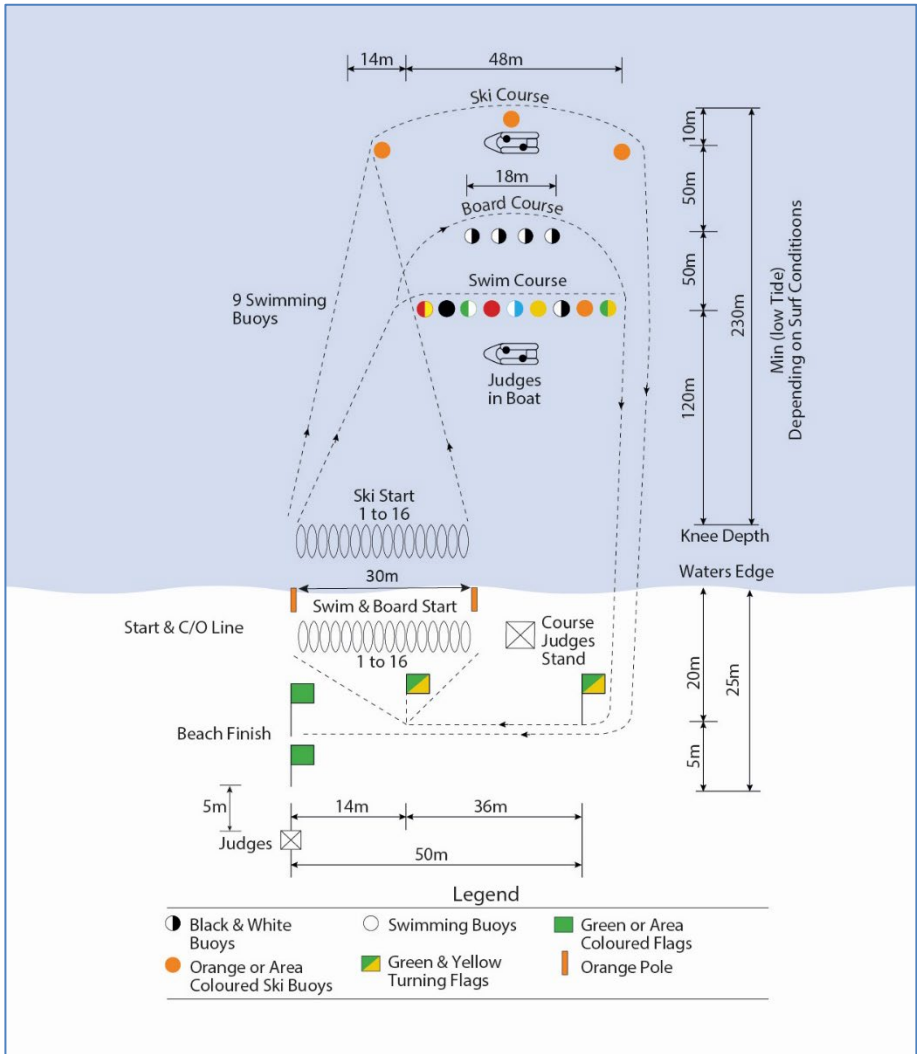 14m
48m
Ski Course
10m
18m
50m
Board Course
50m
Swim Course
9 Swimming
Buoys
230m
Min (low Tide)
Depending on Surf Conditioons
Judges
in Boat
120m
Ski Start
1 to 16
Knee Depth
30m
Waters Edge
Swim & Board Start
Start & C/O Line
1 to 16
Course
Judges
Stand
20m
25m
Beach Finish
5m
5m
14m
36m
Judges
50m
Legend
Black & White
Buoys
Swimming Buoys
Green or Area
Coloured Flags
Orange or Area
Coloured Ski Buoys
Green & Yellow
Turning Flags
Orange Pole